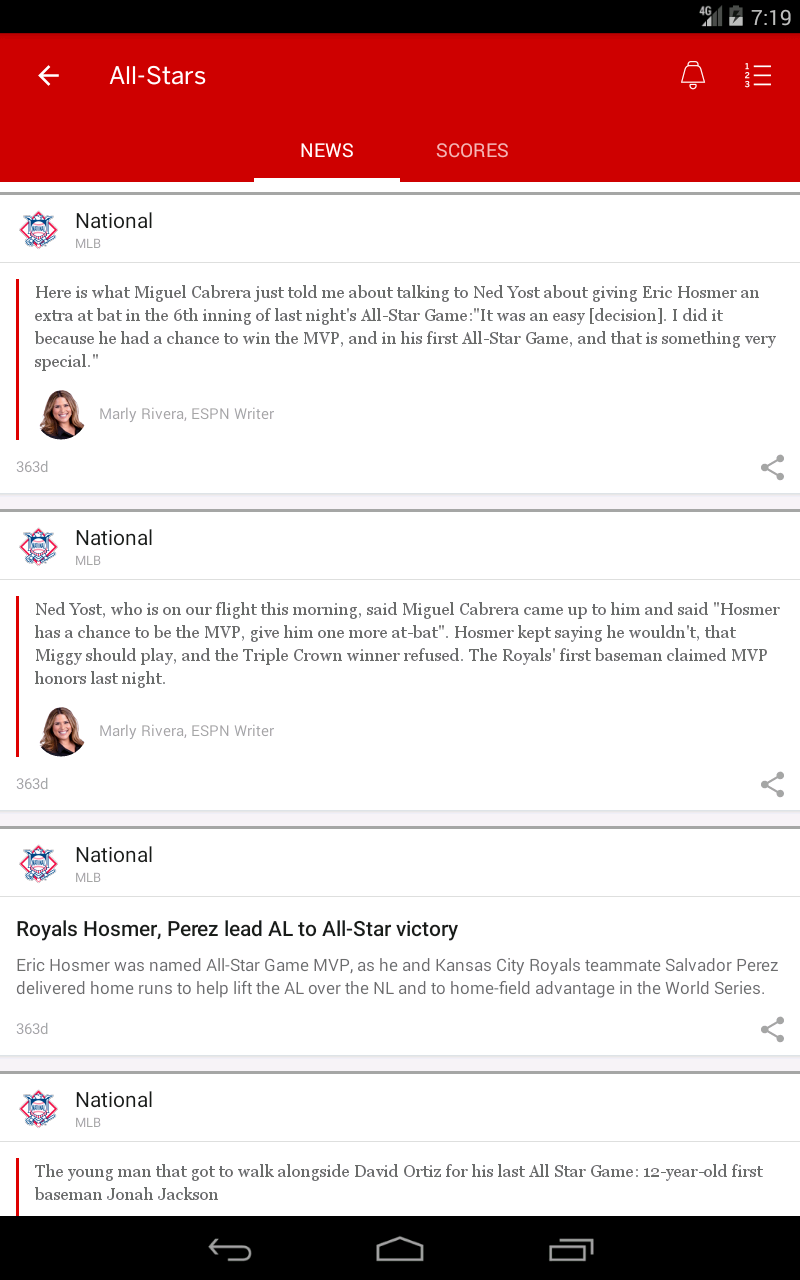 4G 7:19
All-Stars
1
2
3
NEWS SCORES
National
MLB
Here is what Miguel Cabrera just told me about talking to Ned Yost about giving Eric Hosmer an
extra at bat in the 6th inning of last night's All-Star Game:"It was an easy [decision]. I did it
because he had a chance to win the MVP, and in his first All-Star Game, and that is something very
special."
Marly Rivera, ESPN Writer
363d
National
MLB
Ned Yost, who is on our flight this morning, said Miguel Cabrera came up to him and said "Hosmer
has a chance to be the MVP, give him one more at-bat". Hosmer kept saying he wouldn't, that
Miggy should play, and the Triple Crown winner refused. The Royals' first baseman claimed MVP
honors last night.
Marly Rivera, ESPN Writer
363d
National
MLB
Royals Hosmer, Perez lead AL to All-Star victory
Eric Hosmer was named All-Star Game MVP, as he and Kansas City Royals teammate Salvador Perez
delivered home runs to help lift the AL over the NL and to home-field advantage in the World Series.
363d
National
MLB
The young man that got to walk alongside David Ortiz for his last All Star Game: 12-year-old first
baseman Jonah Jackson